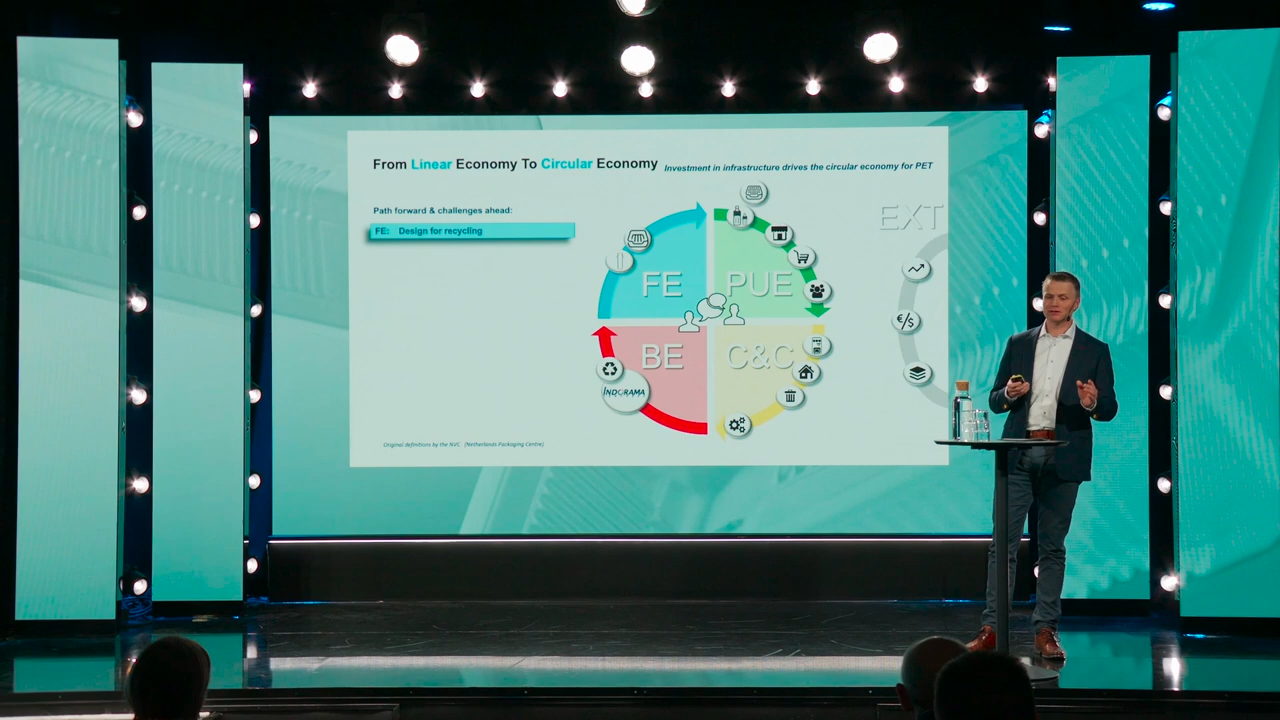 From Linear Economy To Circular Economy
Investment in infrastructure drives the circular economy for PET
Path forward & challenges ahead:
FE: Design for recycling
EXT
FE
PUE
€/$
BE
C&C
INDORAMA
Original definitions by the NVC (Netherlands Packaging Centre)